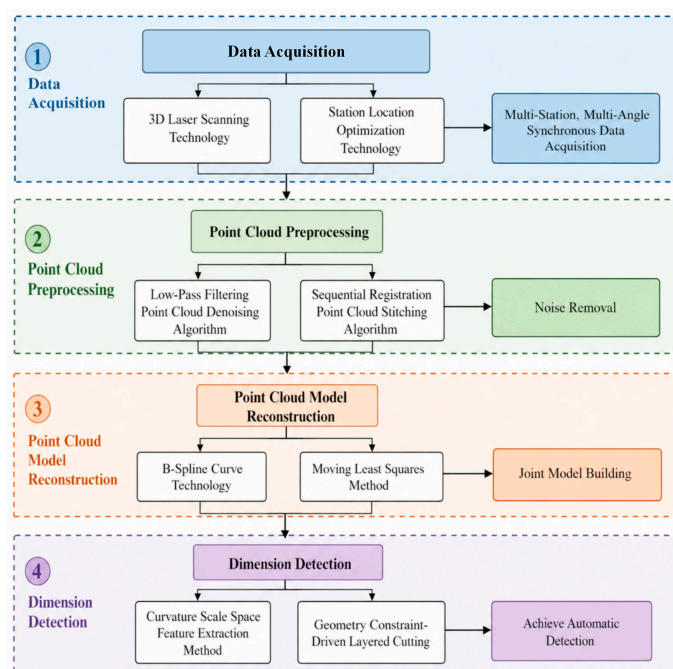 1
Data
Acquisition
Data Acquisition
3D Laser Scanning
Technology
Station Location
Optimization
Technology
Multi-Station, Multi-Angle
Synchronous Data
Acquisition
2
Point Cloud
Preprocessing
Point Cloud Preprocessing
Low-Pass Filtering
Point Cloud Denoising
Algorithm
Sequential Registration
Point Cloud Stitching
Algorithm
Noise Removal
3
Point Cloud
Model
Reconstruction
Point Cloud Model
Reconstruction
B-Spline Curve
Technology
Moving Least Squares
Method
Joint Model Building
4
Dimension
Detection
Dimension Detection
Curvature Scale Space
Feature Extraction
Method
Geometry Constraint-
Driven Layered Cutting
Achieve Automatic
Detection